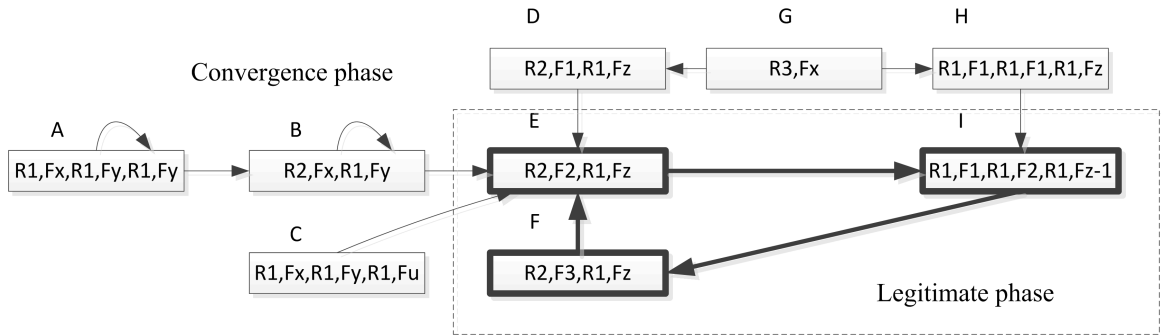 D
G
H
R2,F1,R1,Fz
R3,Fx
R1,F1,R1,F1,R1,Fz
Convergence phase
A
B
E
I
R1,Fx,R1,Fy,R1,Fy
R2,Fx,R1,Fy
R2,F2,R1,Fz
R1,F1,R1,F2,R1,Fz-1
C
F
R1,Fx,R1,Fy,R1,Fu
R2,F3,R1,Fz
Legitimate phase